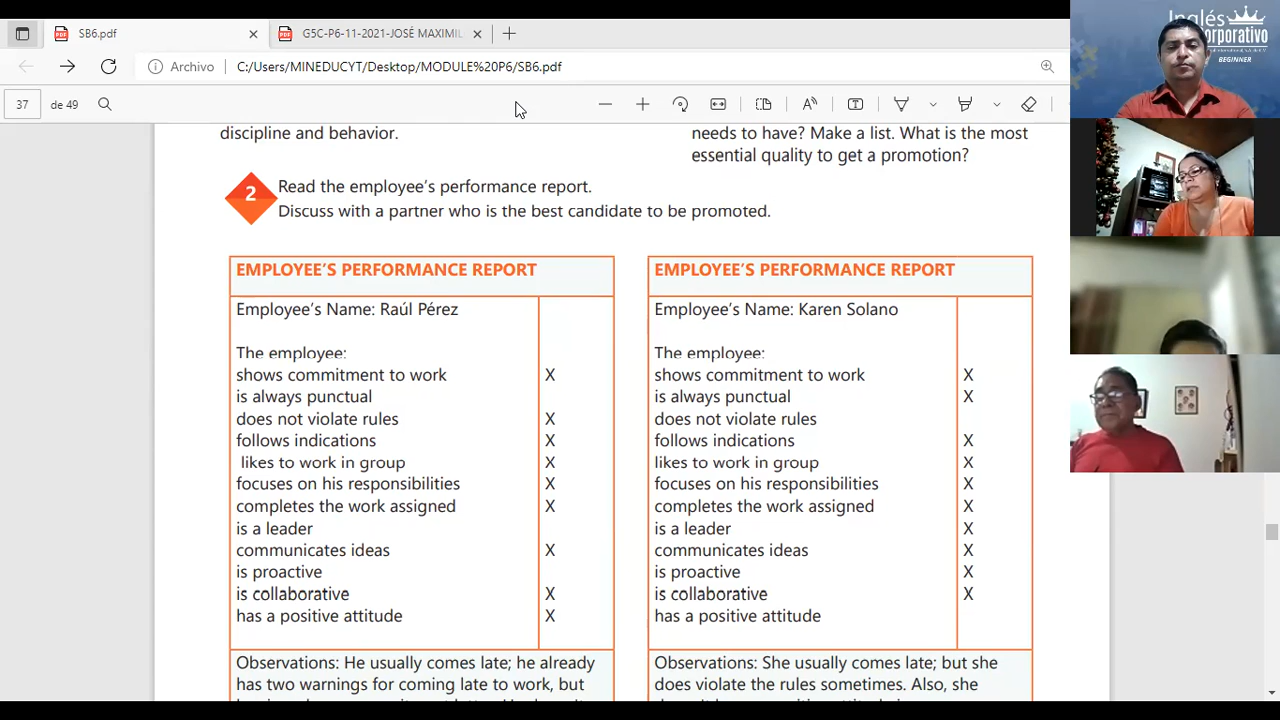 SB6.pdf
G5C-P6-11-2021-JOSÉ MAXIMIL
Archivo
C:/Users/MINEDUCYT/Desktop/MODULE%20P6/SB6.pdf
37
de 49
discipline and behavior.
needs to have? Make a list. What is the most
essential quality to get a promotion?
2
Read the employee's performance report.
Discuss with a partner who is the best candidate to be promoted.
EMPLOYEE'S PERFORMANCE REPORT
Employee's Name: Raúl Pérez
The employee:
shows commitment to work X
is always punctual
does not violate rules X
follows indications X
likes to work in group X
focuses on his responsibilities X
completes the work assigned X
is a leader
communicates ideas X
is proactive
is collaborative X
has a positive attitude X
Observations: He usually comes late; he already
has two warnings for coming late to work, but
EMPLOYEE'S PERFORMANCE REPORT
Employee's Name: Karen Solano
The employee:
shows commitment to work X
is always punctual X
does not violate rules
follows indications X
likes to work in group X
focuses on his responsibilities X
completes the work assigned X
is a leader X
communicates ideas X
is proactive X
is collaborative X
has a positive attitude
Observations: She usually comes late; but she
does violate the rules sometimes. Also, she
Inglés
BEGINNER